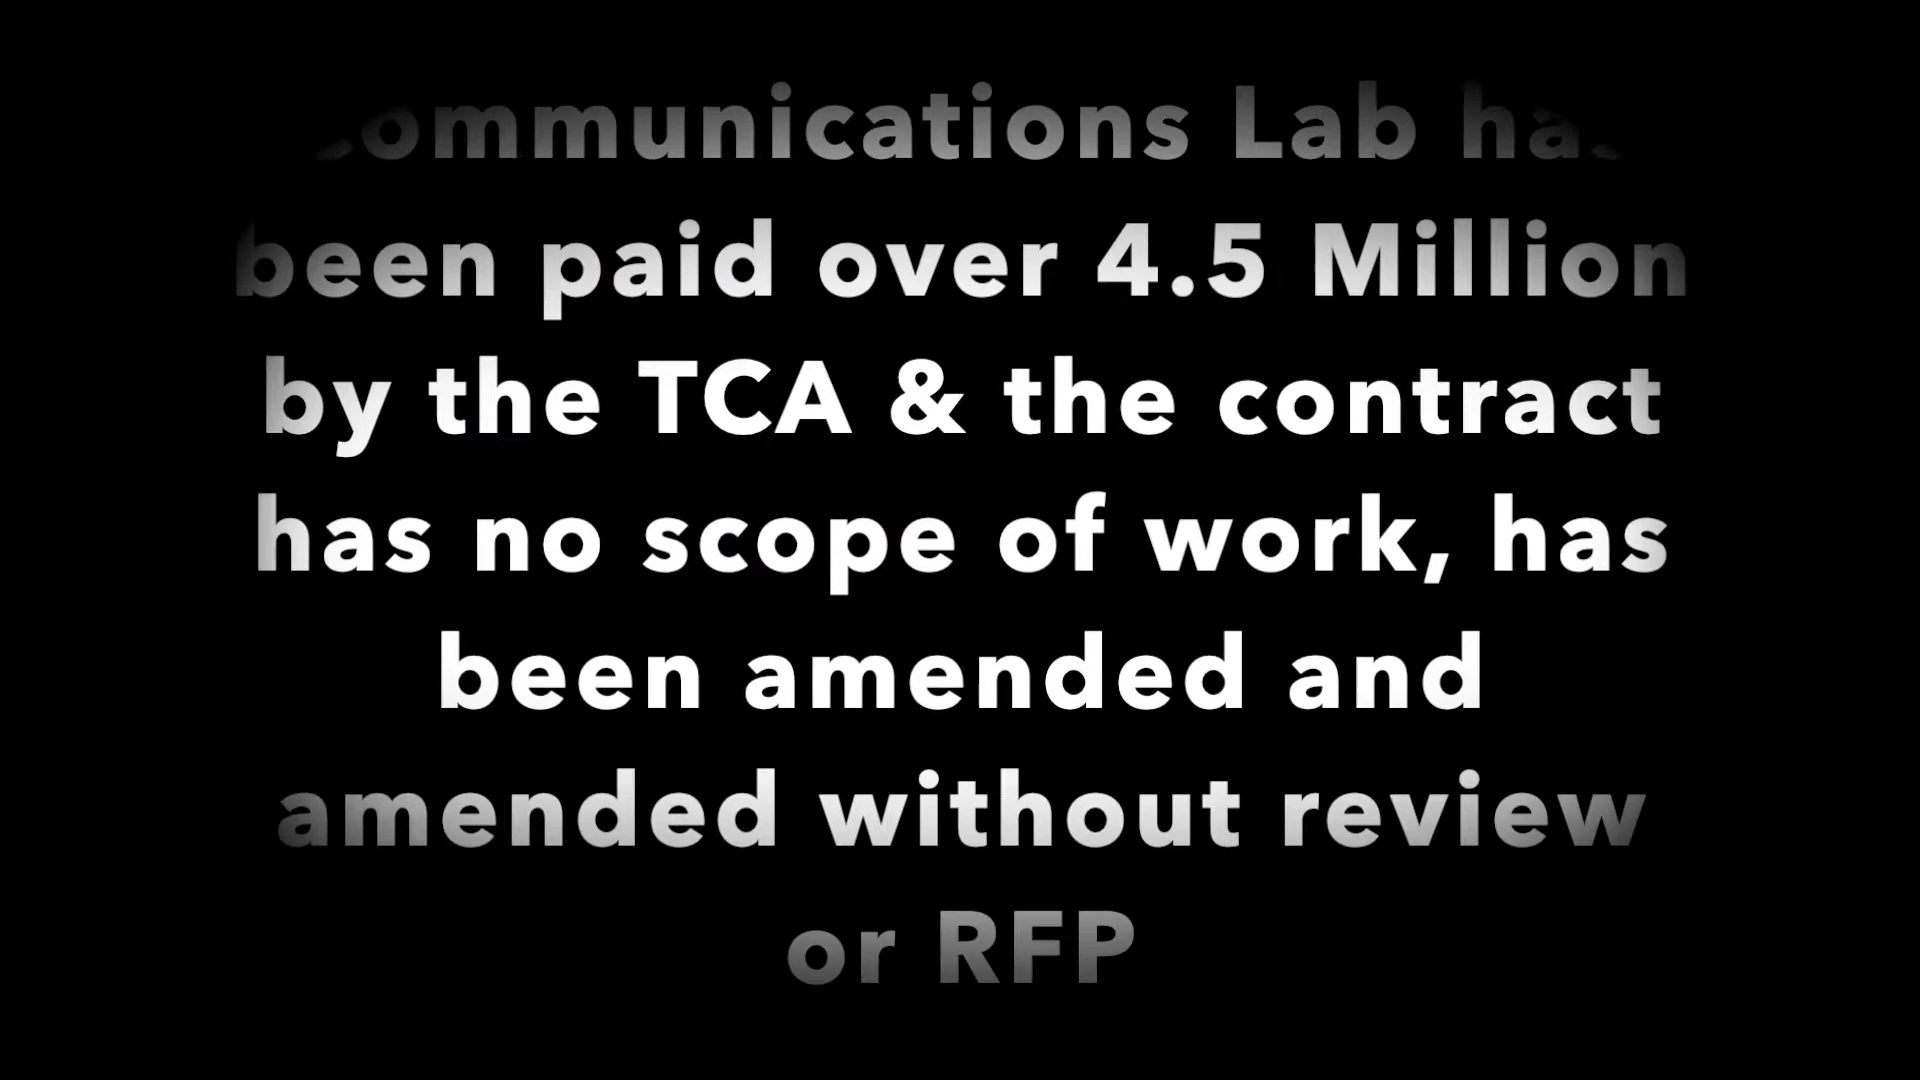 Communications Lab has
been paid over 4.5 Million
by the TCA & the contract
has no scope of work, has
been amended and
amended without review
or RFP